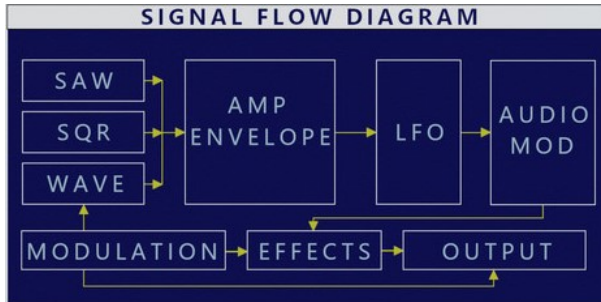 SIGNAL FLOW DIAGRAM
SAW
SQR
WAVE
AMP
ENVELOPE
LFO
AUDIO
MOD
MODULATION
EFFECTS
OUTPUT